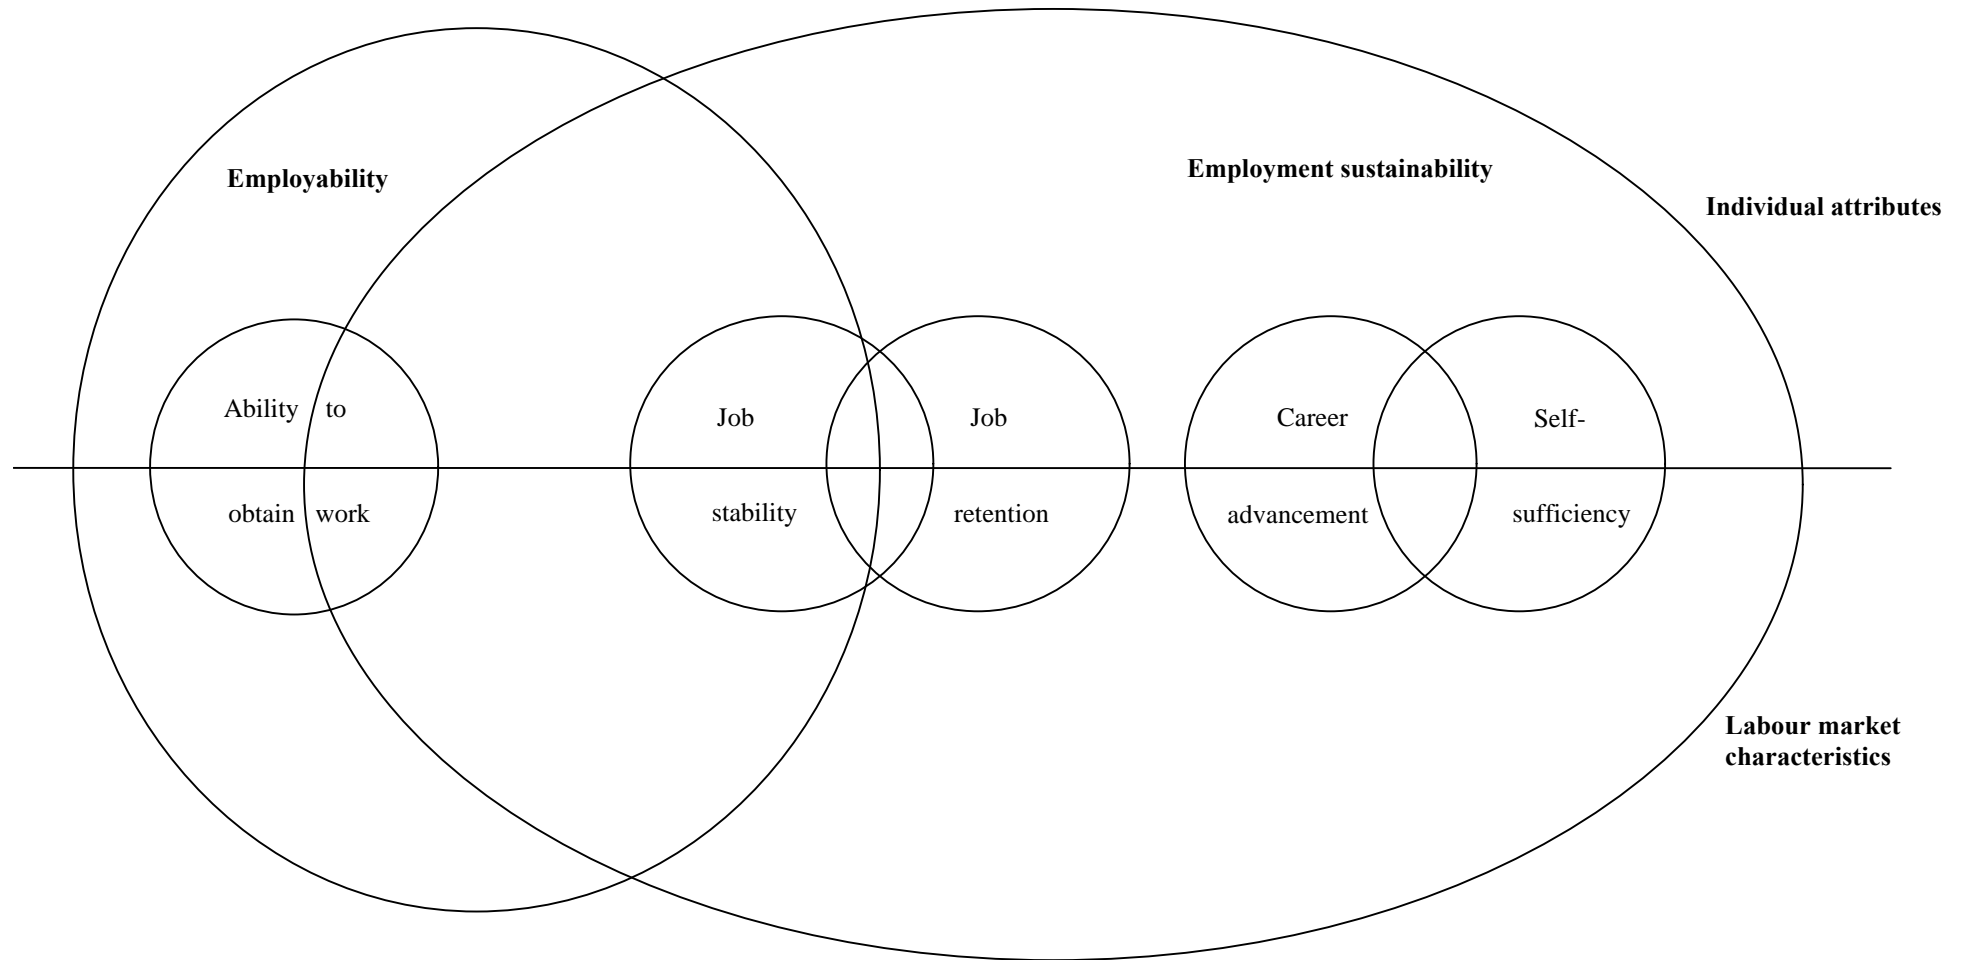 Employability
Employment sustainability
Individual attributes
Ability to
obtain work
Job
stability
Job
retention
Career
advancement
Self-
sufficiency
Labour market
characteristics